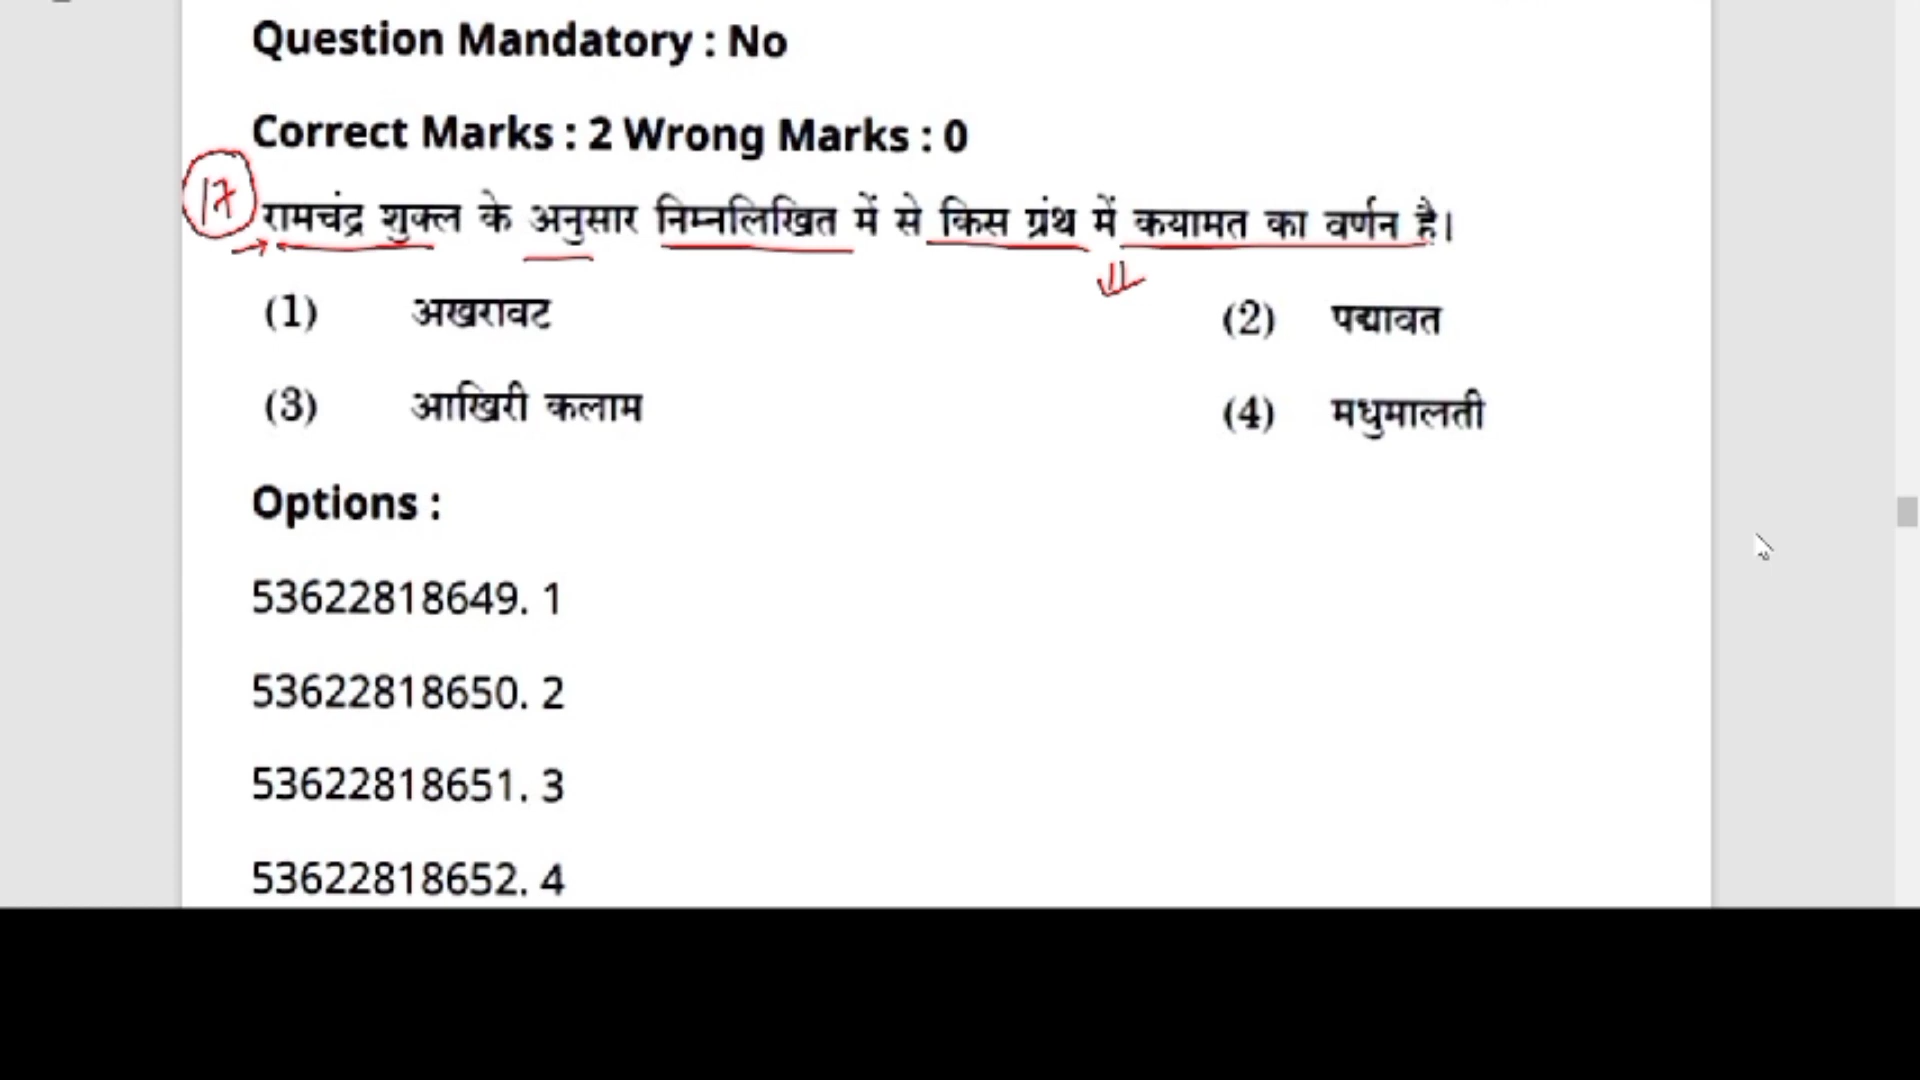 Question Mandatory : No
Correct Marks : 2 Wrong Marks : 0
17 रामचंद्र शुक्ल के अनुसार निम्नलिखित में से किस ग्रंथ में कयामत का वर्णन है।
(1) अखरावट (2) पद्यावत
(3) आखिरी कलाम (4) मधुमालती
Options :
53622818649. 1
53622818650. 2
53622818651. 3
53622818652. 4